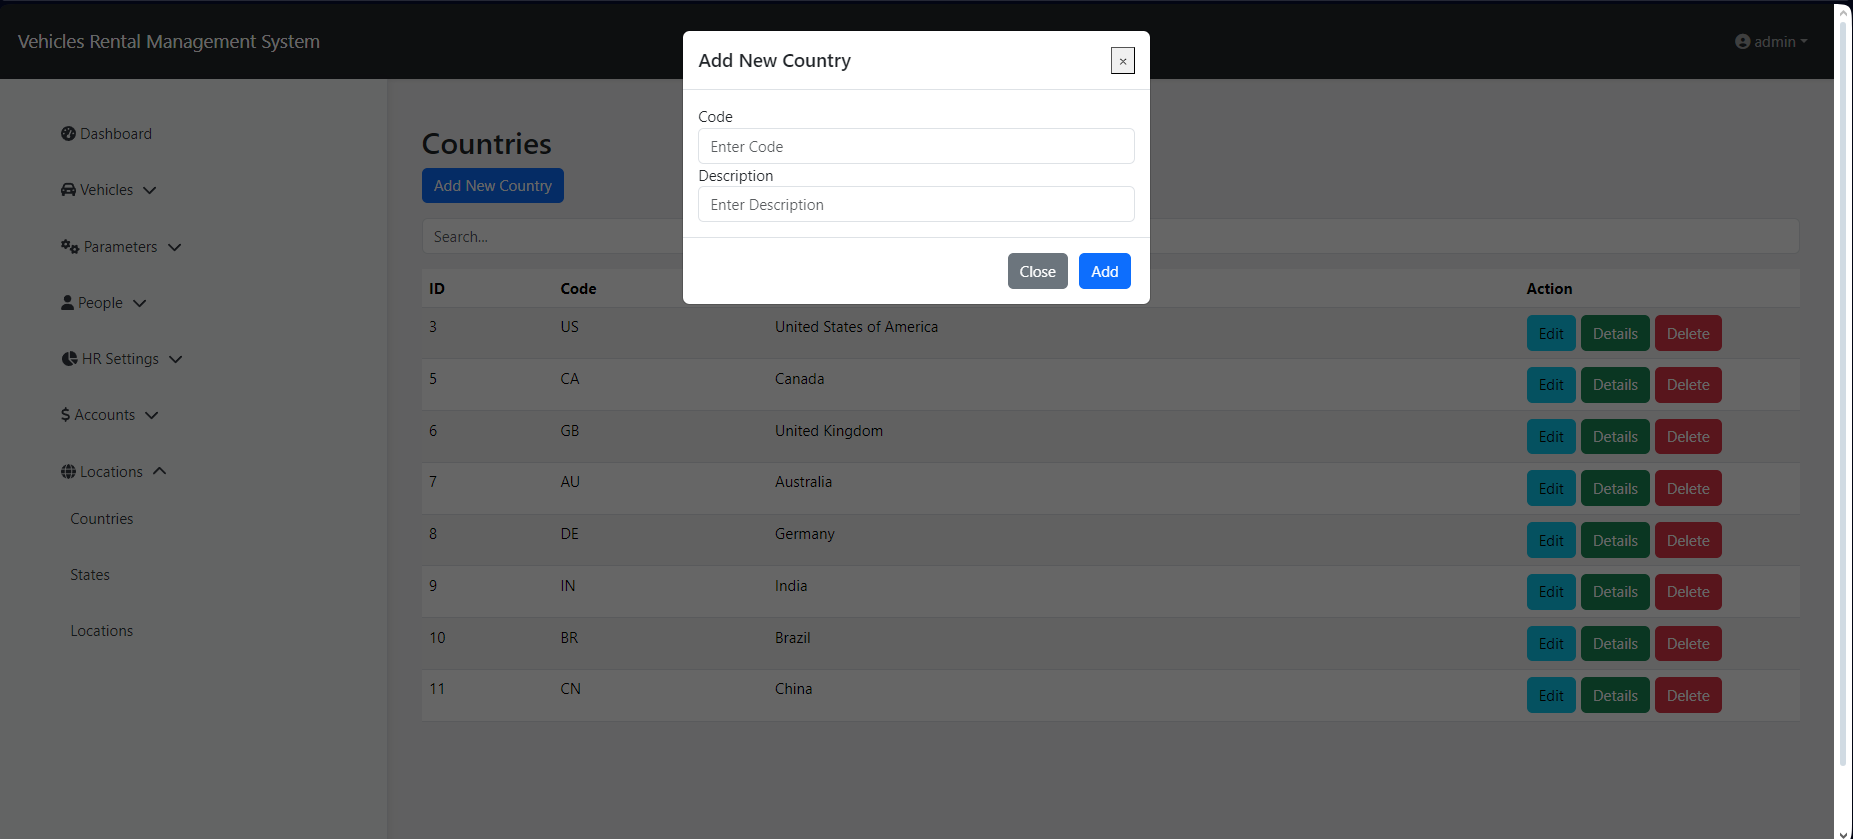 Vehicles Rental Management System
admin
Add New Country
×
Code
Enter Code
Description
Enter Description
Close Add
Dashboard
Vehicles
Parameters
People
HR Settings
Accounts
Locations
Countries
States
Locations
Countries
Add New Country
Search...
ID Code Action
3 US United States of America Edit Details Delete
5 CA Canada Edit Details Delete
6 GB United Kingdom Edit Details Delete
7 AU Australia Edit Details Delete
8 DE Germany Edit Details Delete
9 IN India Edit Details Delete
10 BR Brazil Edit Details Delete
11 CN China Edit Details Delete